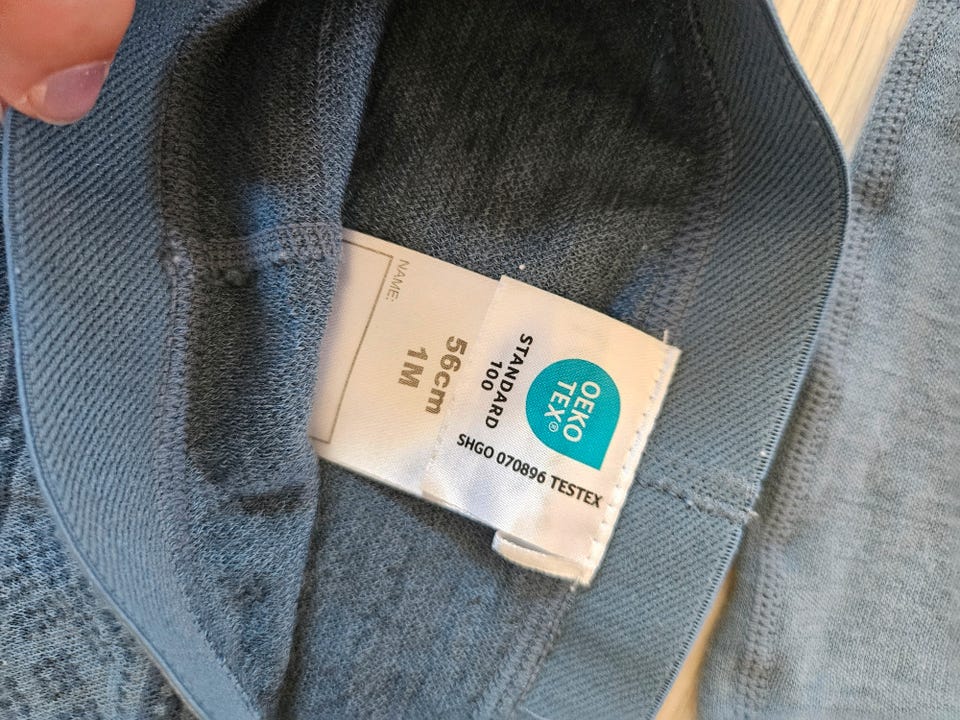 OEKO
TEX®
STANDARD
100
SHGO 070896 TESTEX
56cm
1M
NAME: